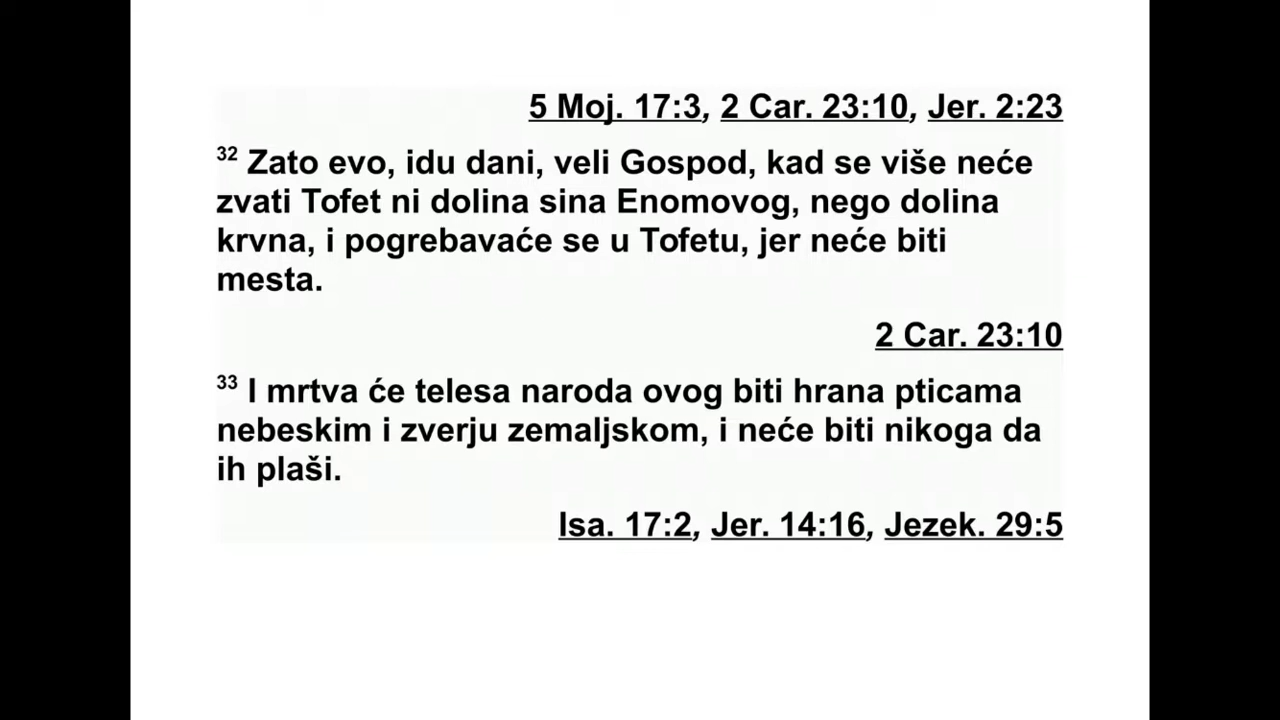 5 Moj. 17:3, 2 Car. 23:10, Jer. 2:23
32 Zato evo, idu dani, veli Gospod, kad se više neće
zvati Tofet ni dolina sina Enomovog, nego dolina
krvna, i pogrebavaće se u Tofetu, jer neće biti
mesta.
2 Car. 23:10
33 I mrtva će telesa naroda ovog biti hrana pticama
nebeskim i zverju zemaljskom, i neće biti nikoga da
ih plaši.
Isa. 17:2, Jer. 14:16, Jezek. 29:5